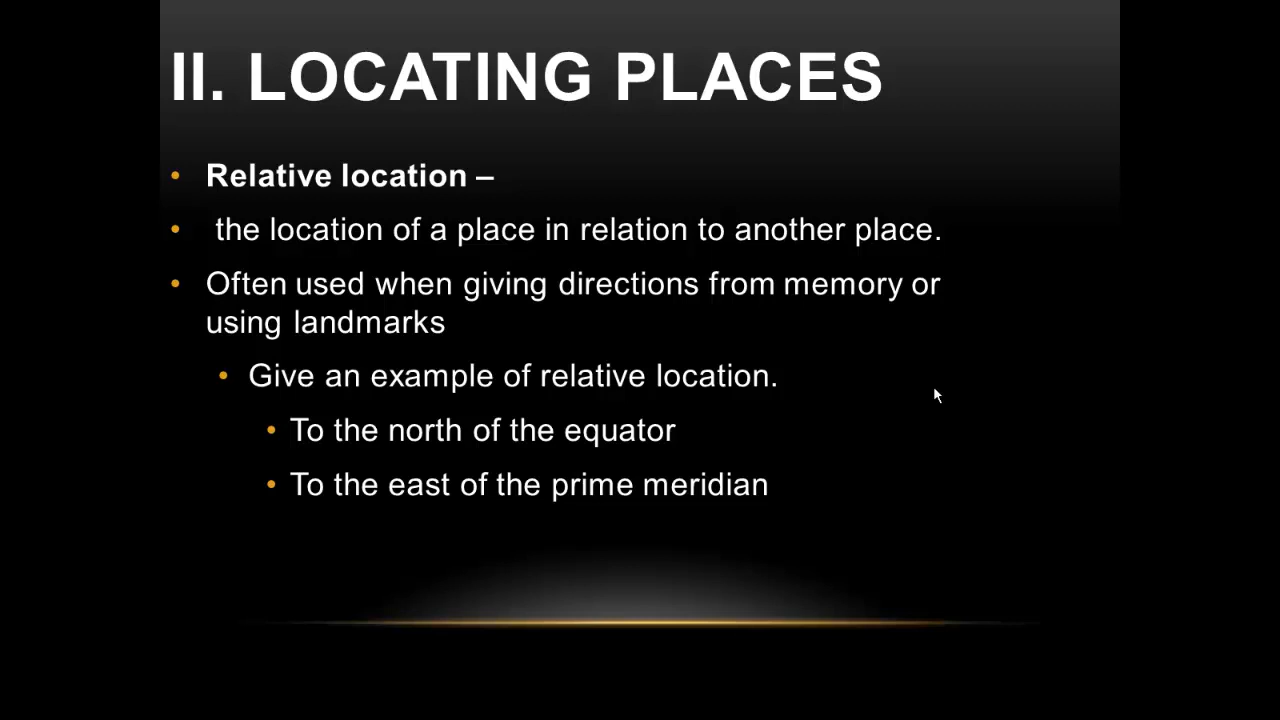 II. LOCATING PLACES
• Relative location –
• the location of a place in relation to another place.
• Often used when giving directions from memory or
using landmarks
• Give an example of relative location.
• To the north of the equator
• To the east of the prime meridian